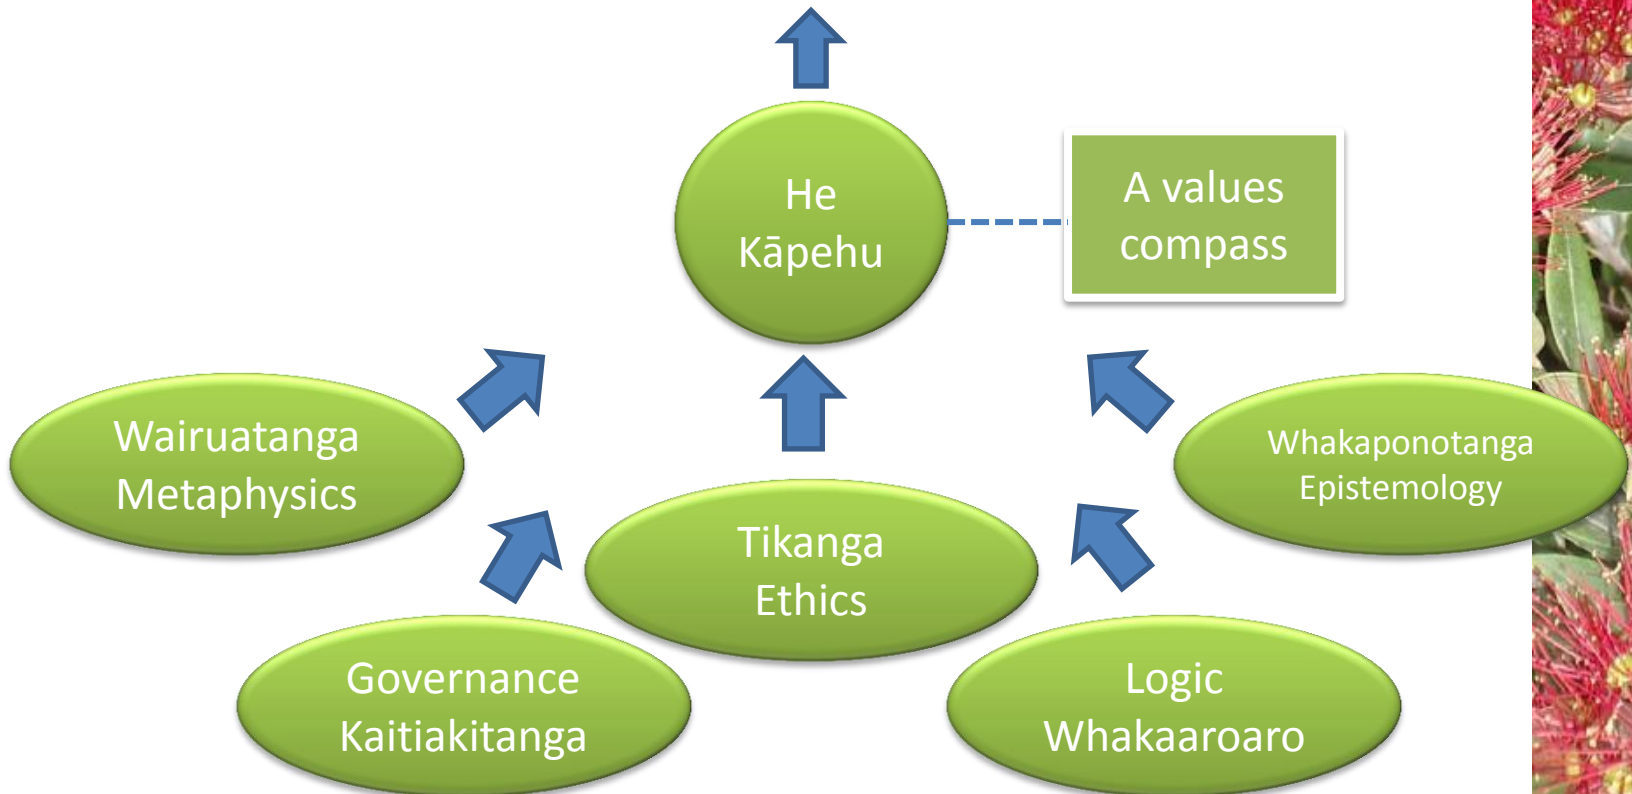 He
Kāpehu
A values
compass
Wairuatanga
Metaphysics
Whakaponotanga
Epistemology
Tikanga
Ethics
Governance
Kaitiakitanga
Logic
Whakaaroaro